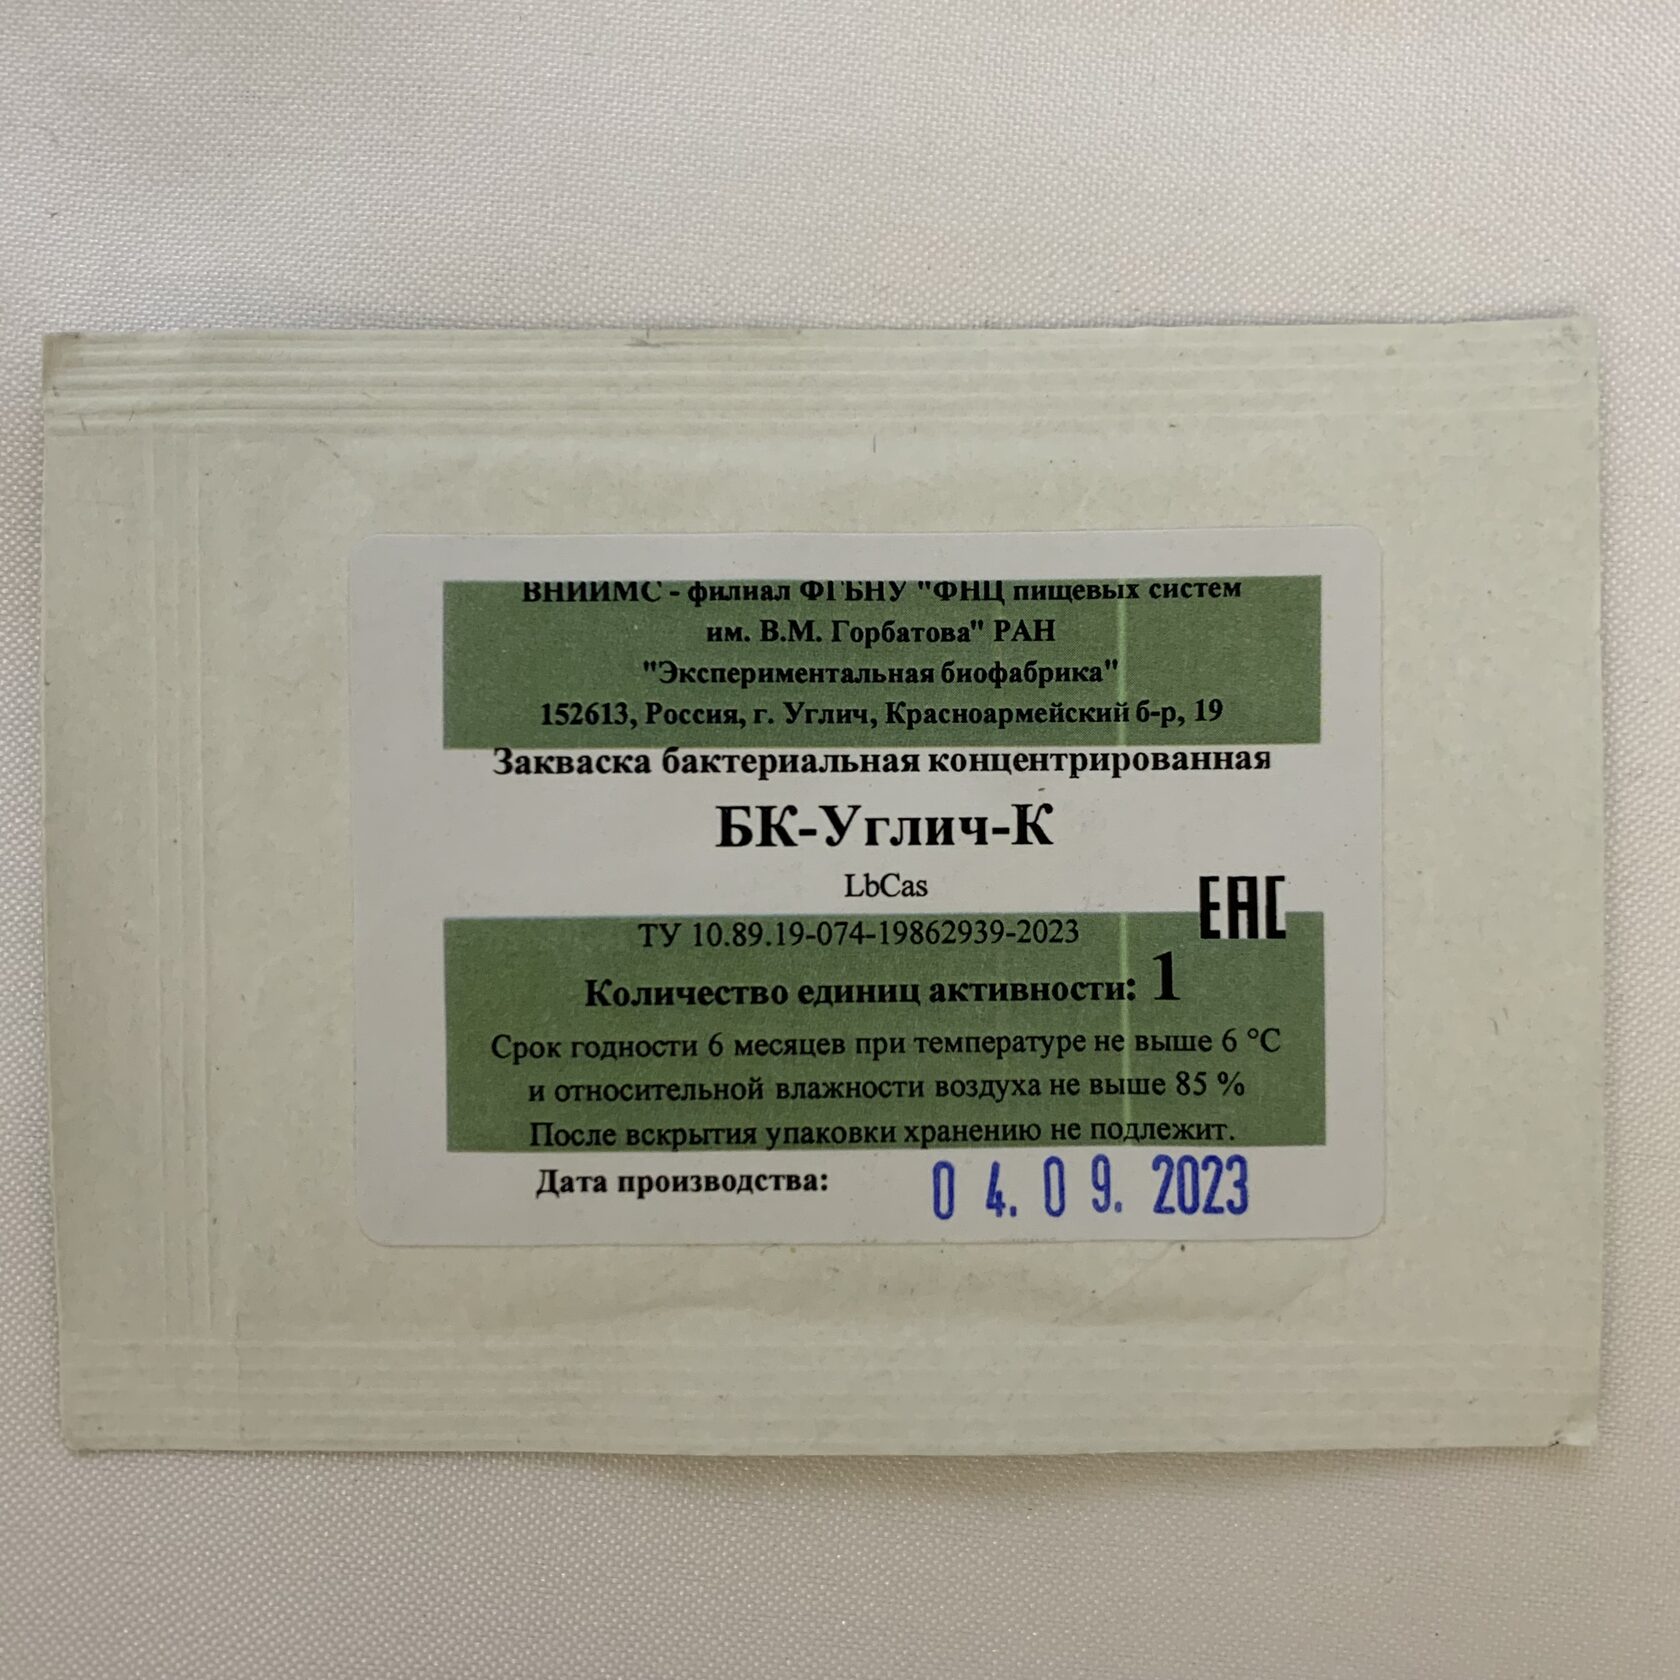 ВНИИМС - филиал ФГБНУ "ФНЦ пищевых систем
им. В.М. Горбатова" РАН
"Экспериментальная биофабрика"
152613, Россия, г. Углич, Красноармейский б-р, 19
Закваска бактериальная концентрированная
БК-Углич-К
LbCas
EAC
ТУ 10.89.19-074-19862939-2023
Количество единиц активности: 1
Срок годности 6 месяцев при температуре не выше 6 °С
и относительной влажности воздуха не выше 85 %
После вскрытия упаковки хранению не подлежит.
Дата производства: 04.09.2023